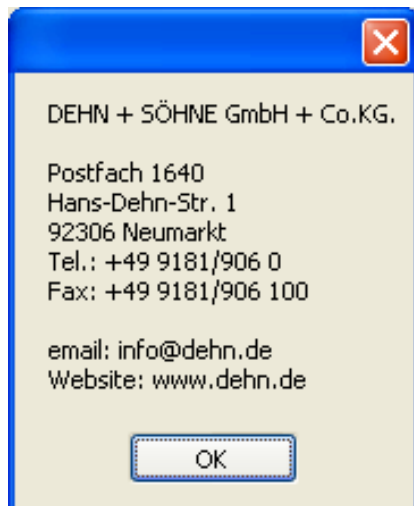 DEHN + SÖHNE GmbH + Co.KG.
Postfach 1640
Hans-Dehn-Str. 1
92306 Neumarkt
Tel.: +49 9181/906 0
Fax: +49 9181/906 100
email: info@dehn.de
Website: www.dehn.de
OK